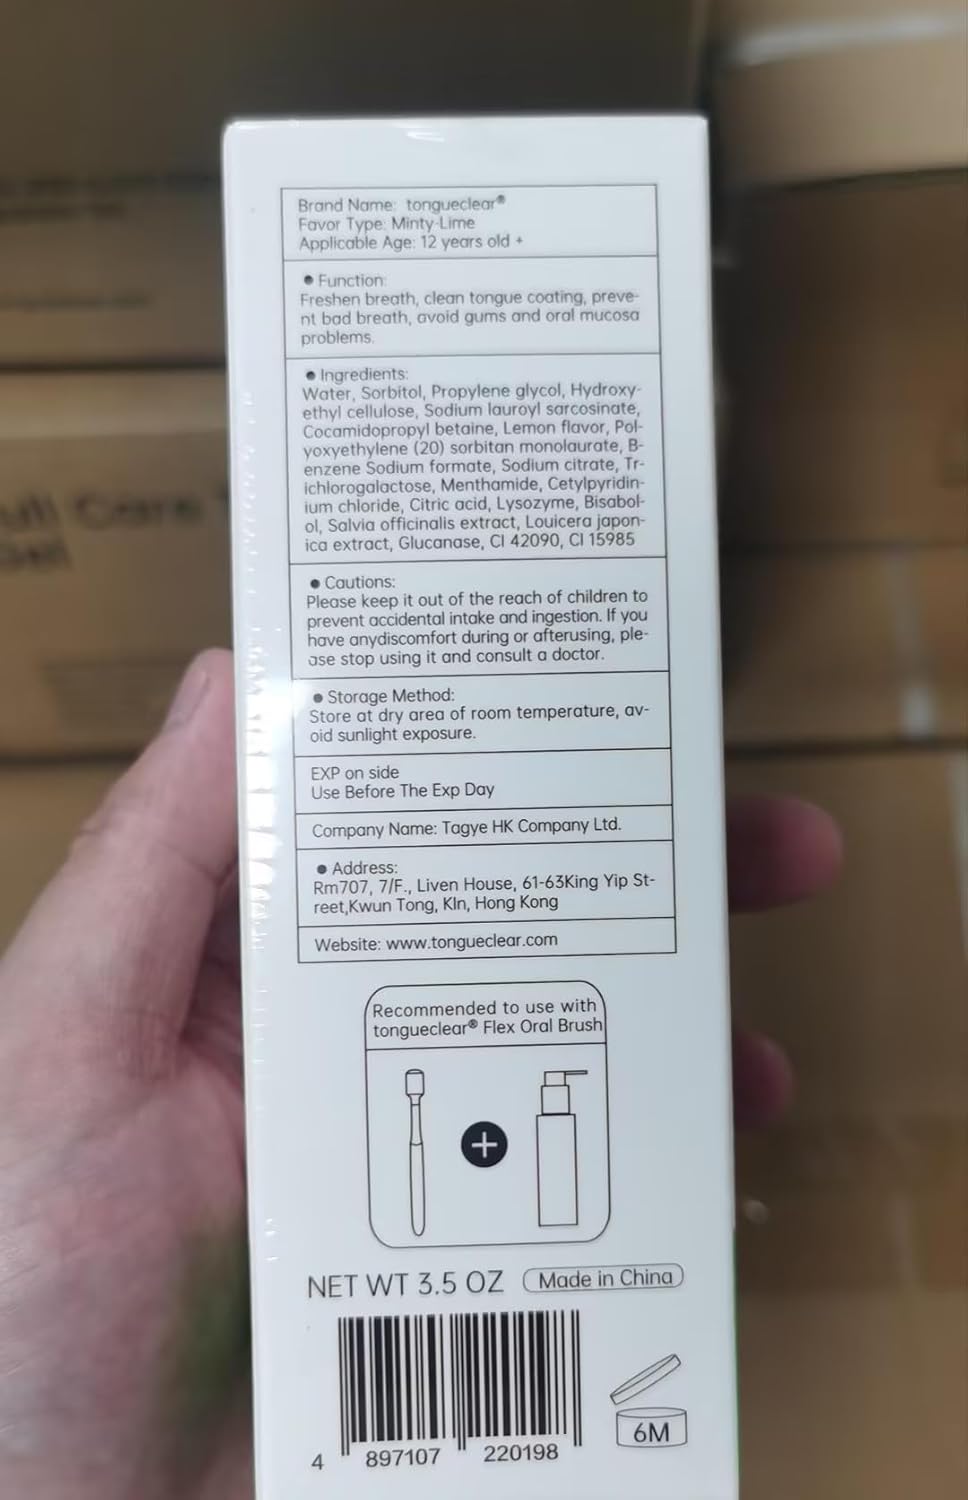 Brand Name: tongueclear®
Favor Type: Minty-Lime
Applicable Age: 12 years old +
● Function:
Freshen breath, clean tongue coating, preve-
nt bad breath, avoid gums and oral mucosa
problems.
● Ingredients:
Water, Sorbitol, Propylene glycol, Hydroxy-
ethyl cellulose, Sodium lauroyl sarcosinate,
Cocamidopropyl betaine, Lemon flavor, Pol-
yoxyethylene (20) sorbitan monolaurate, B-
enzene Sodium formate, Sodium citrate, Tr-
ichlorogalactose, Menthamide, Cetylpyridin-
ium chloride, Citric acid, Lysozyme, Bisabol-
ol, Salvia officinalis extract, Louicera japon-
ica extract, Glucanase, CI 42090, CI 15985
● Cautions:
Please keep it out of the reach of children to
prevent accidental intake and ingestion. If you
have anydiscomfort during or afterusing, ple-
ase stop using it and consult a doctor.
● Storage Method:
Store at dry area of room temperature, av-
oid sunlight exposure.
EXP on side
Use Before The Exp Day
Company Name: Tagye HK Company Ltd.
● Address:
Rm707, 7/F., Liven House, 61-63King Yip St-
reet,Kwun Tong, Kln, Hong Kong
Website: www.tongueclear.com
Recommended to use with
tongueclear® Flex Oral Brush
NET WT 3.5 OZ Made in China
6M
4 897107 220198
Care